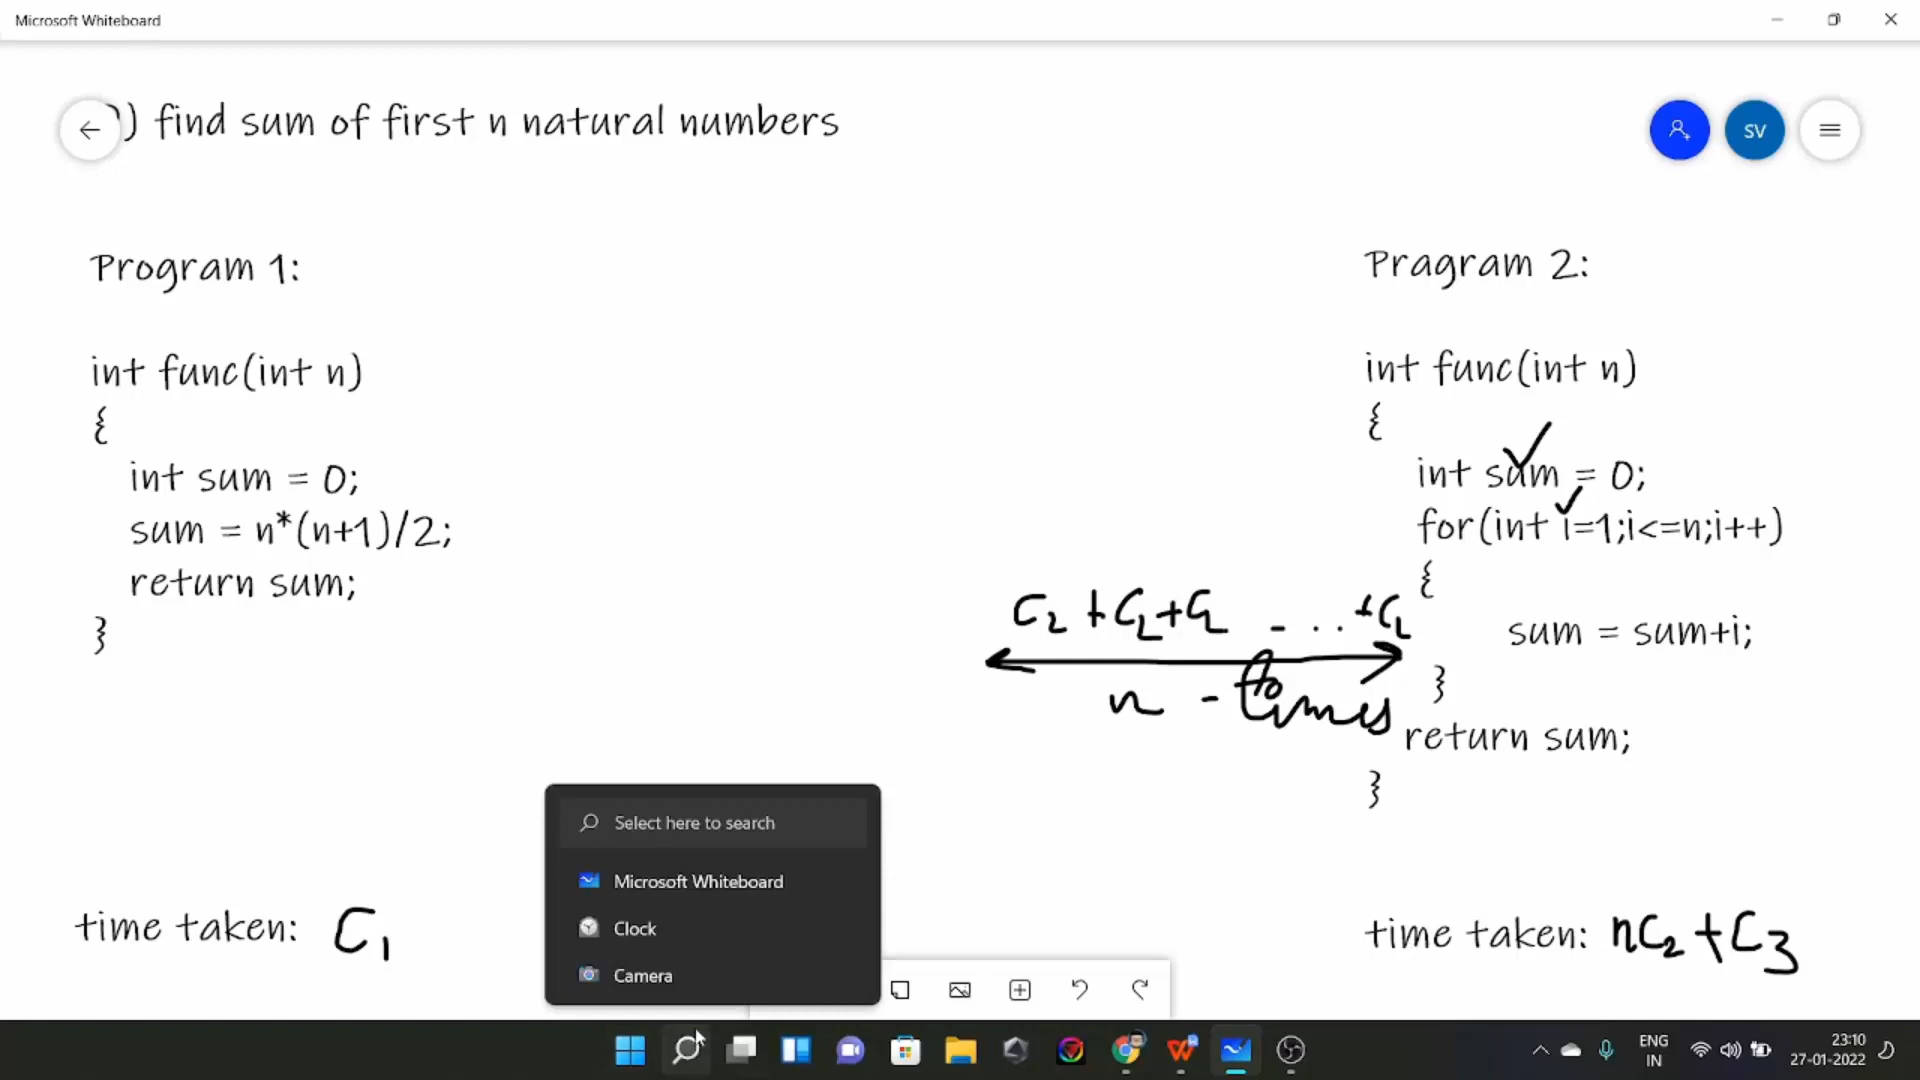 Microsoft Whiteboard
) find sum of first n natural numbers
SV
Program 1:
int func(int n)
{
int sum = 0;
sum = n*(n+1)/2;
return sum;
}
time taken: C1
Pragram 2:
int func(int n)
{
int sum = 0;
for(int i=1;i<=n;i++)
{
sum = sum+i;
}
return sum;
}
C2 + C2 + C2 - ... + C2
n - times
time taken: nC2 + C3
Select here to search
Microsoft Whiteboard
Clock
Camera
ENG
IN
23:10
27-01-2022